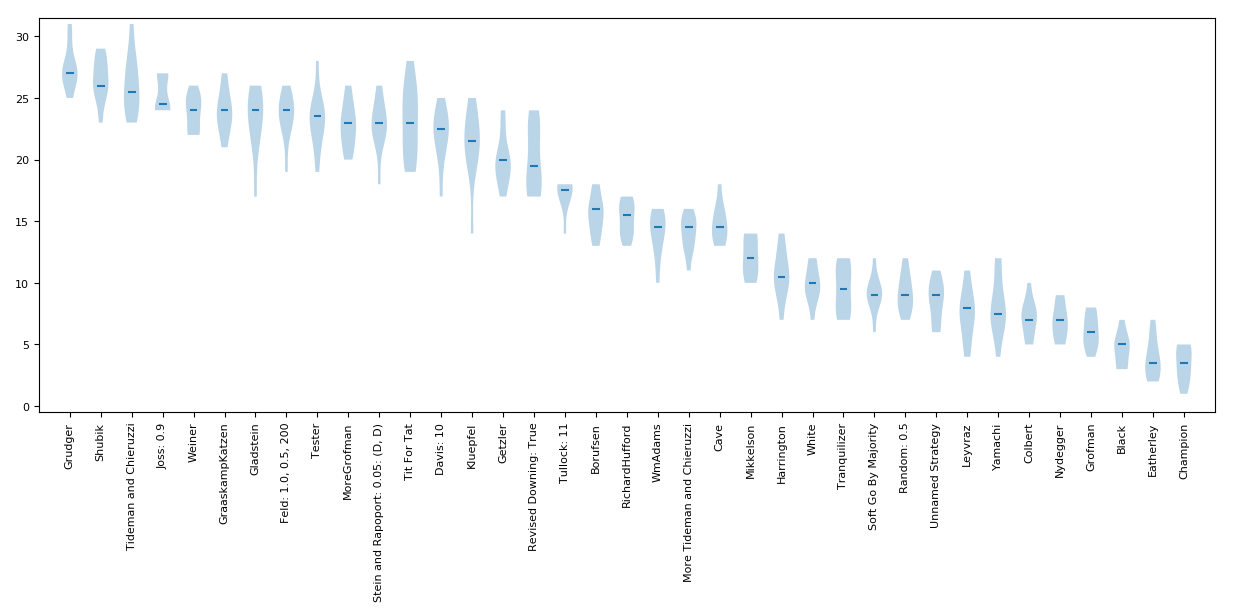 30
25
20
15
10
5
0
Grudger
Shubik
Tideman and Chieruzzi
Joss: 0.9
Weiner
GraaskampKatzen
Gladstein
Feld: 1.0, 0.5, 200
Tester
MoreGrofman
Stein and Rapoport: 0.05: (D, D)
Tit For Tat
Davis: 10
Kluepfel
Getzler
Revised Downing: True
Tullock: 11
Borufsen
RichardHufford
WmAdams
More Tideman and Chieruzzi
Cave
Mikkelson
Harrington
White
Tranquilizer
Soft Go By Majority
Random: 0.5
Unnamed Strategy
Leyvraz
Yamachi
Colbert
Nydegger
Grofman
Black
Eatherley
Champion